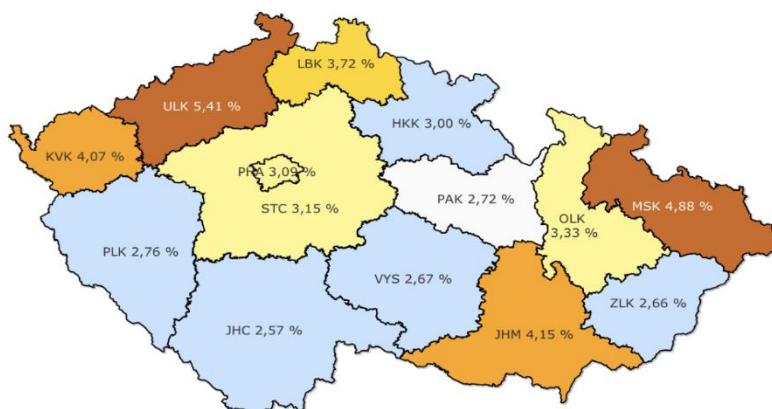 LBK 3,72 %
ULK 5,41 %
HKK 3,00 %
KVK 4,07 %
PRA 3,09 %
STC 3,15 %
PAK 2,72 %
MSK 4,88 %
OLK
3,33 %
PLK 2,76 %
VYS 2,67 %
ZLK 2,66 %
JHC 2,57 %
JHM 4,15 %